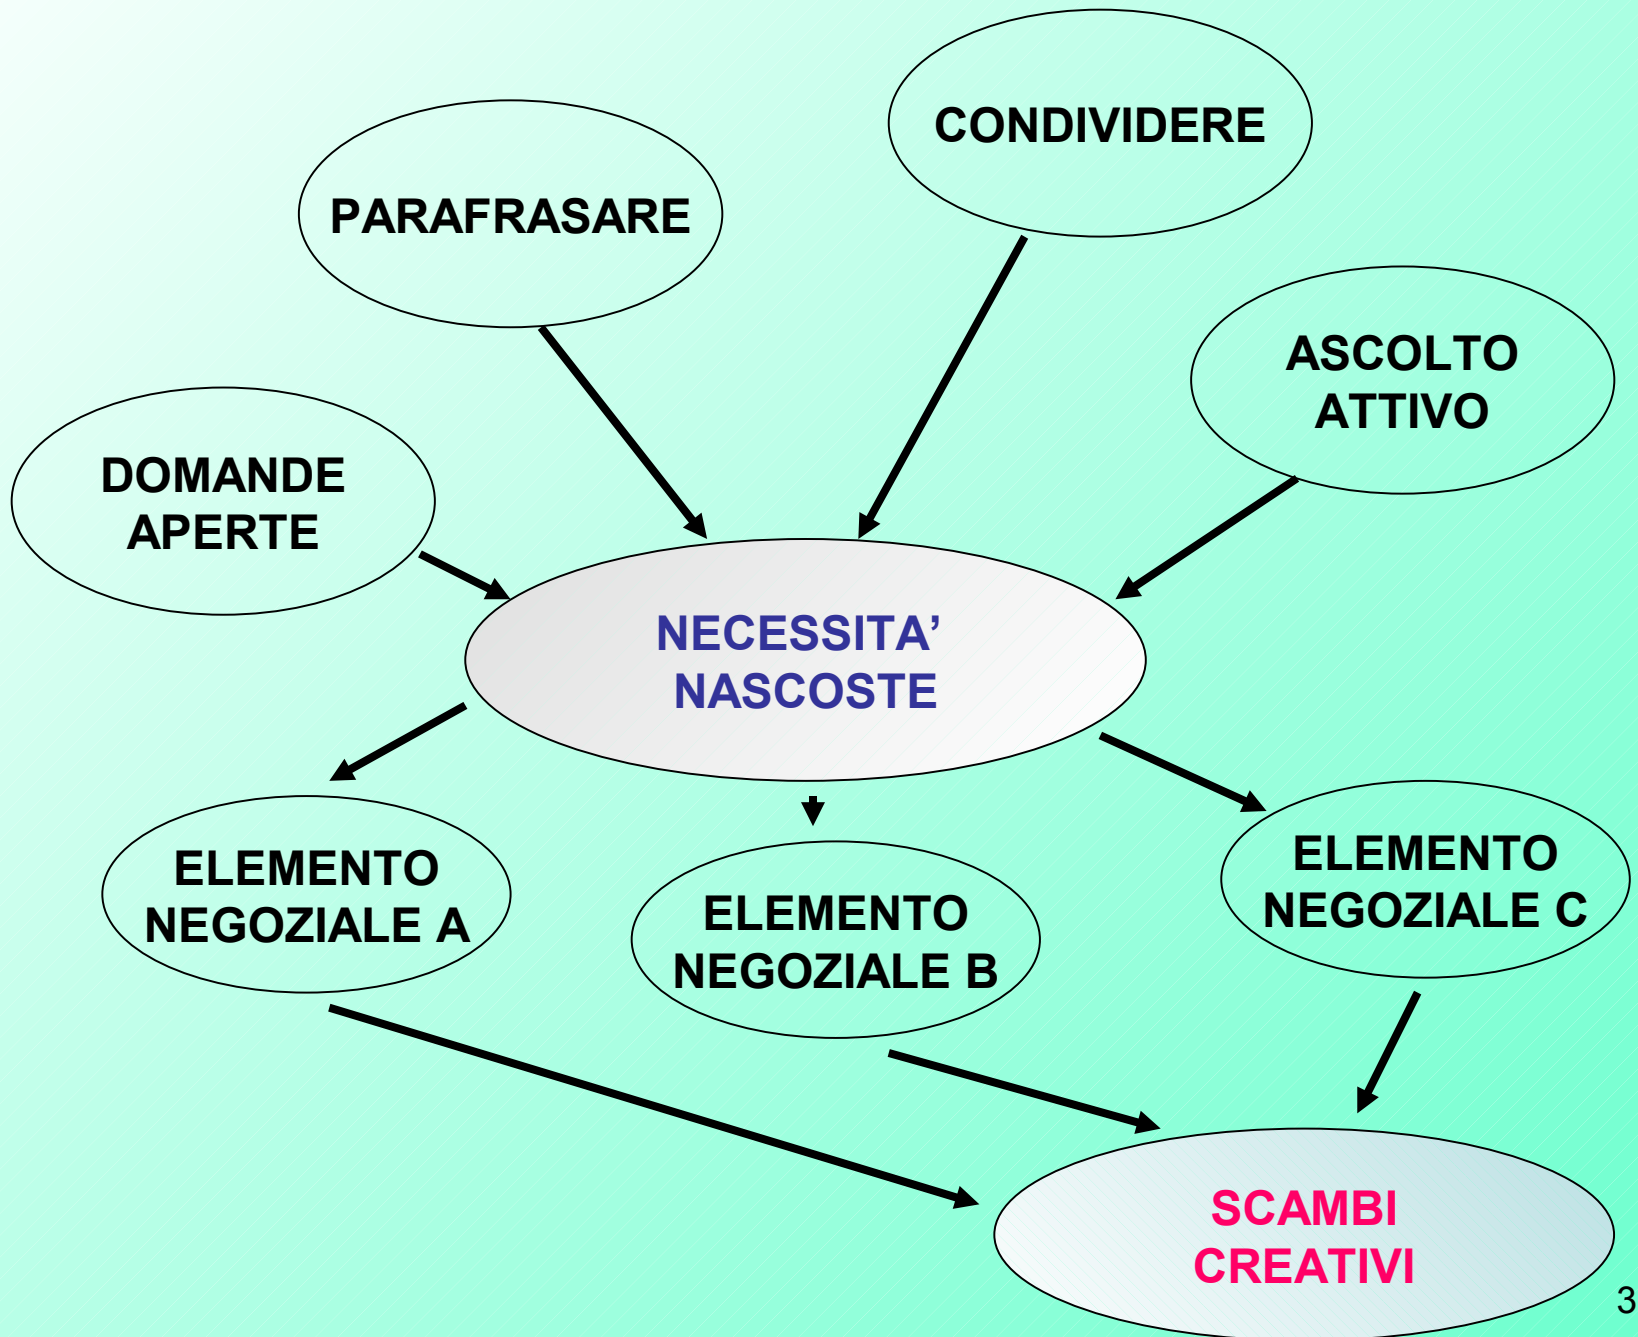 CONDIVIDERE
PARAFRASARE
ASCOLTO
ATTIVO
DOMANDE
APERTE
NECESSITA’
NASCOSTE
ELEMENTO
NEGOZIALE A
ELEMENTO
NEGOZIALE B
ELEMENTO
NEGOZIALE C
SCAMBI
CREATIVI
3